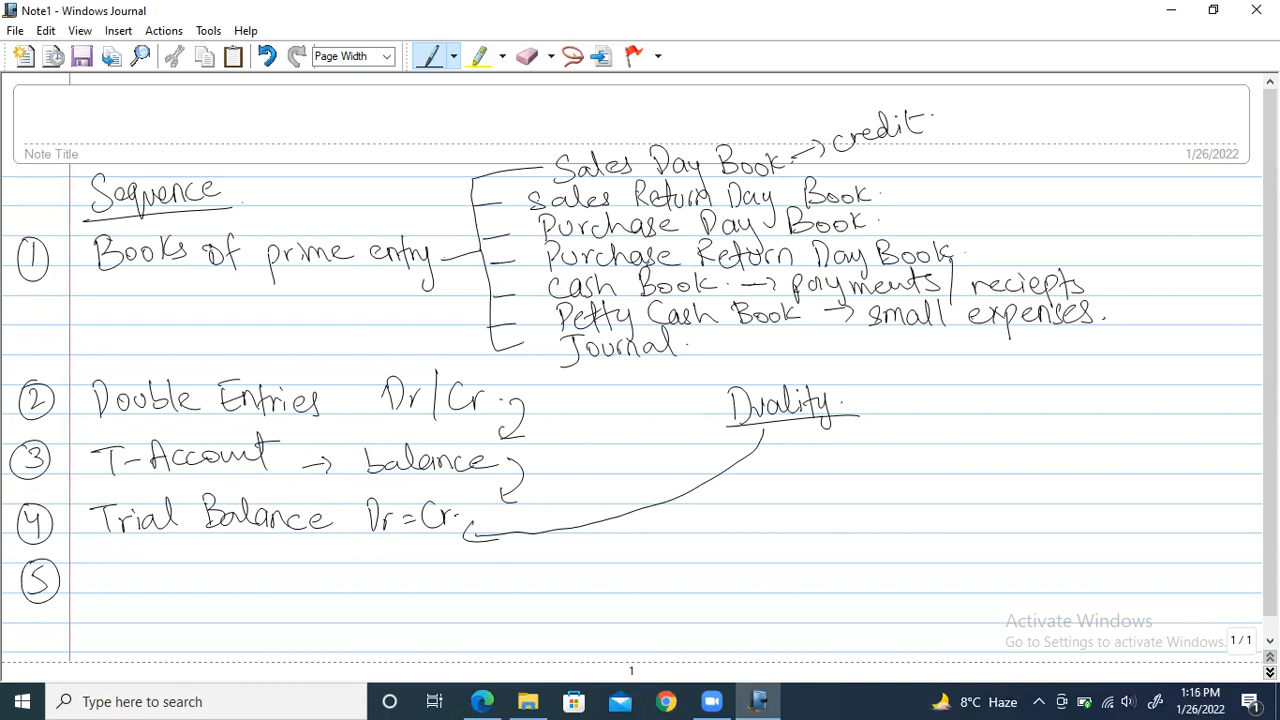 Note1 - Windows Journal
File Edit View Insert Actions Tools Help
Page Width
Note Title
1/26/2022
Sequence
Sales Day Book → credit.
Sales Return Day Book.
Purchase Day Book.
① Books of prime entry
Purchase Return Day Book.
Cash Book. → payments/reciepts
Petty Cash Book → small expenses.
Journal.
② Double Entries Dr/Cr.
Duality.
③ T-Account → balance
④ Trial Balance Dr = Cr.
⑤
Activate Windows
Go to Settings to activate Windows.
1 / 1
1
Type here to search
8°C Haze
1:16 PM
1/26/2022
1